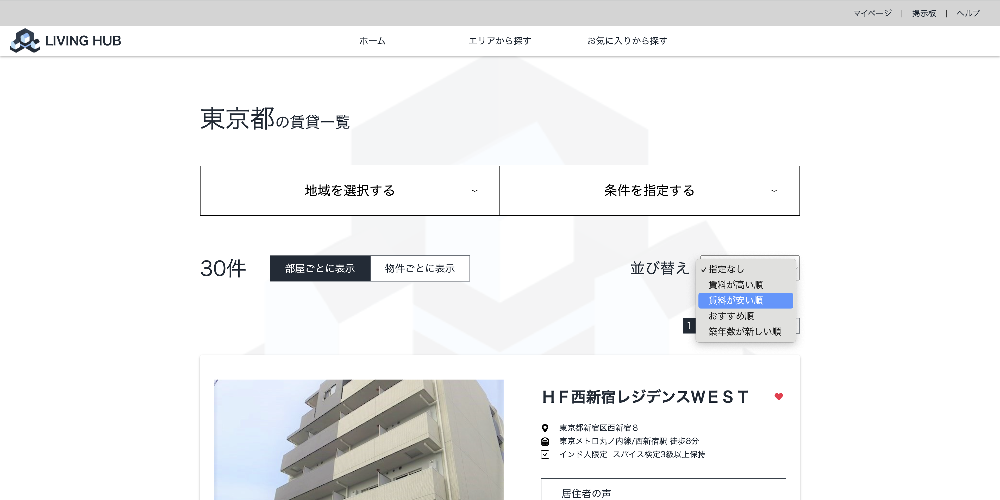 マイページ | 掲示板 | ヘルプ
LIVING HUB
ホーム エリアから探す お気に入りから探す
東京都の賃貸一覧
地域を選択する 条件を指定する
30件 部屋ごとに表示 物件ごとに表示 並び替え
✓指定なし
賃料が高い順
賃料が安い順
おすすめ順
築年数が新しい順
1
ＨＦ西新宿レジデンスＷＥＳＴ
東京都新宿区西新宿８
東京メトロ丸ノ内線/西新宿駅 徒歩8分
インド人限定 スパイス検定3級以上保持
居住者の声